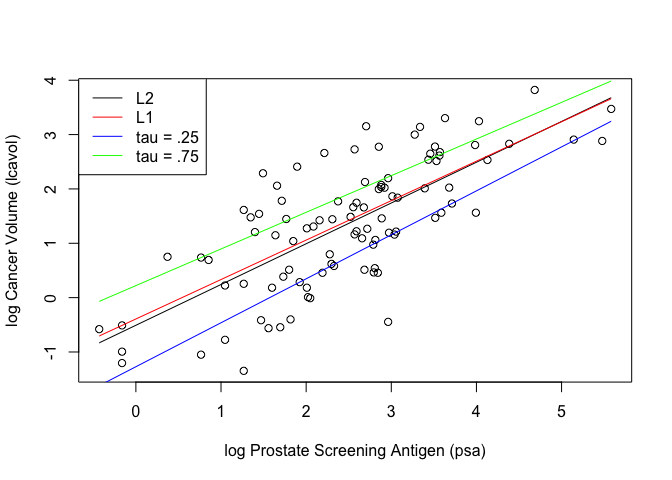 L2
L1
tau = .25
tau = .75
4
3
2
1
0
-1
log Cancer Volume (lcavol)
0 1 2 3 4 5
log Prostate Screening Antigen (psa)